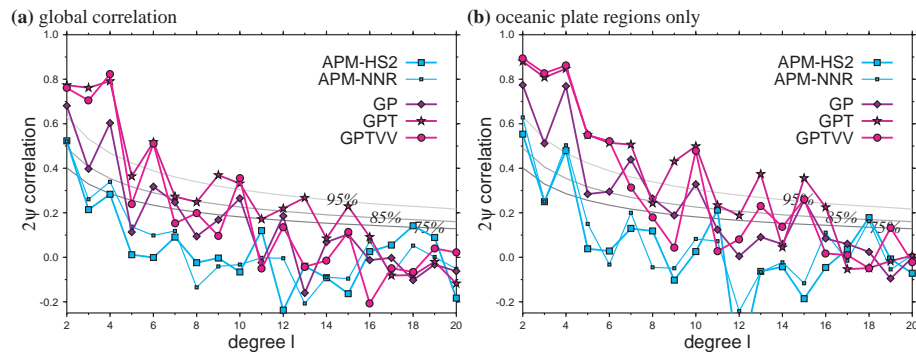 (a) global correlation
2ψ correlation
1.0
0.8
0.6
0.4
0.2
0.0
-0.2
APM-HS2
APM-NNR
GP
GPT
GPTVV
95%
85%
75%
2 4 6 8 10 12 14 16 18 20
degree l
(b) oceanic plate regions only
2ψ correlation
1.0
0.8
0.6
0.4
0.2
0.0
-0.2
APM-HS2
APM-NNR
GP
GPT
GPTVV
95%
85%
75%
2 4 6 8 10 12 14 16 18 20
degree l